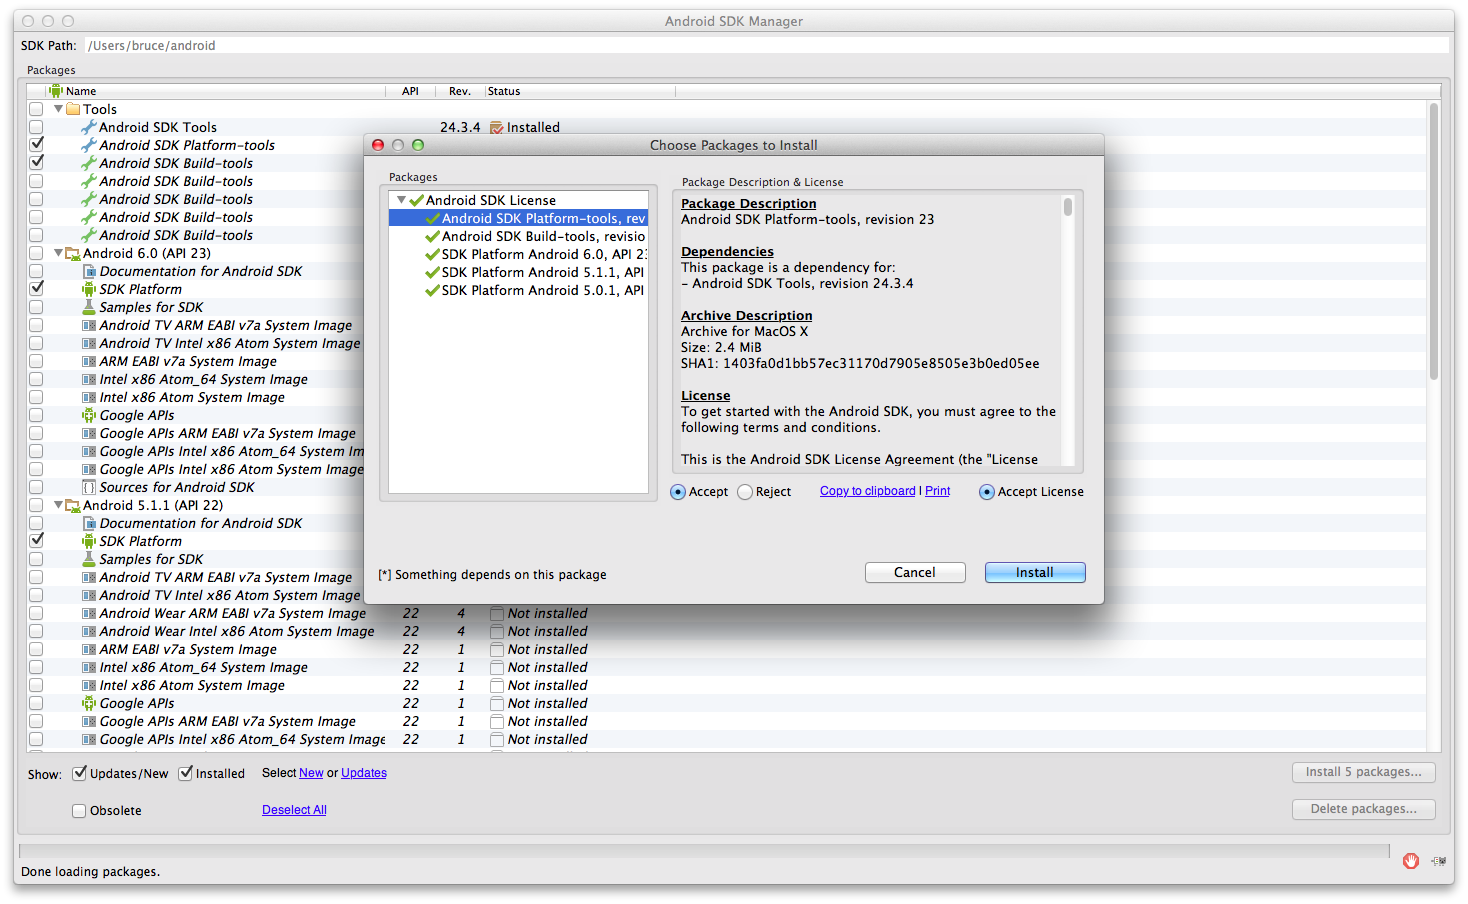 Android SDK Manager
SDK Path: /Users/bruce/android
Packages
Name API Rev. Status
Tools
Android SDK Tools 24.3.4 Installed
Android SDK Platform-tools
Android SDK Build-tools
Android SDK Build-tools
Android SDK Build-tools
Android SDK Build-tools
Android SDK Build-tools
Android 6.0 (API 23)
Documentation for Android SDK
SDK Platform
Samples for SDK
Android TV ARM EABI v7a System Image
Android TV Intel x86 Atom System Image
ARM EABI v7a System Image
Intel x86 Atom_64 System Image
Intel x86 Atom System Image
Google APIs
Google APIs ARM EABI v7a System Image
Google APIs Intel x86 Atom_64 System Im
Google APIs Intel x86 Atom System Image
Sources for Android SDK
Android 5.1.1 (API 22)
Documentation for Android SDK
SDK Platform
Samples for SDK
Android TV ARM EABI v7a System Image
Android TV Intel x86 Atom System Image
Android Wear ARM EABI v7a System Image 22 4 Not installed
Android Wear Intel x86 Atom System Image 22 4 Not installed
ARM EABI v7a System Image 22 1 Not installed
Intel x86 Atom_64 System Image 22 1 Not installed
Intel x86 Atom System Image 22 1 Not installed
Google APIs 22 1 Not installed
Google APIs ARM EABI v7a System Image 22 1 Not installed
Google APIs Intel x86 Atom_64 System Image 22 1 Not installed
Choose Packages to Install
Packages
Android SDK License
Android SDK Platform-tools, rev
Android SDK Build-tools, revisio
SDK Platform Android 6.0, API 23
SDK Platform Android 5.1.1, API
SDK Platform Android 5.0.1, API
Package Description & License
Package Description
Android SDK Platform-tools, revision 23
Dependencies
This package is a dependency for:
- Android SDK Tools, revision 24.3.4
Archive Description
Archive for MacOS X
Size: 2.4 MiB
SHA1: 1403fa0d1bb57ec31170d7905e8505e3b0ed05ee
License
To get started with the Android SDK, you must agree to the
following terms and conditions.
This is the Android SDK License Agreement (the "License
Accept Reject Copy to clipboard | Print Accept License
[*] Something depends on this package
Cancel Install
Show: Updates/New Installed Select New or Updates
Install 5 packages...
Obsolete Deselect All
Delete packages...
Done loading packages.